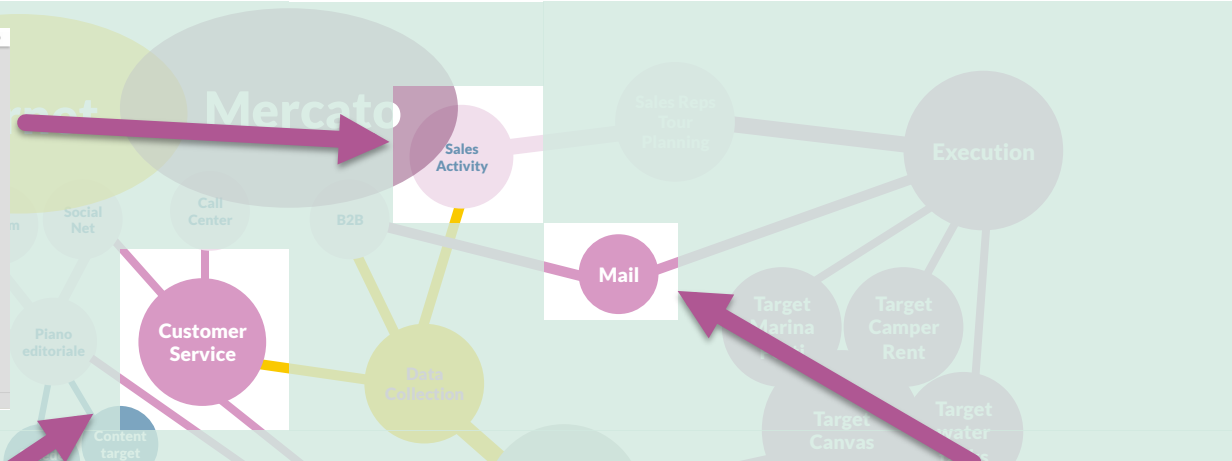 Mercato
Sales Reps
Tour
Planning
Execution
Sales
Activity
Social
Net
Call
Center
B2B
Mail
Customer
Service
Piano
editoriale
Data
Collection
Target
Target
Camper
Rent
Target
Canvas
Target
water
Content
target